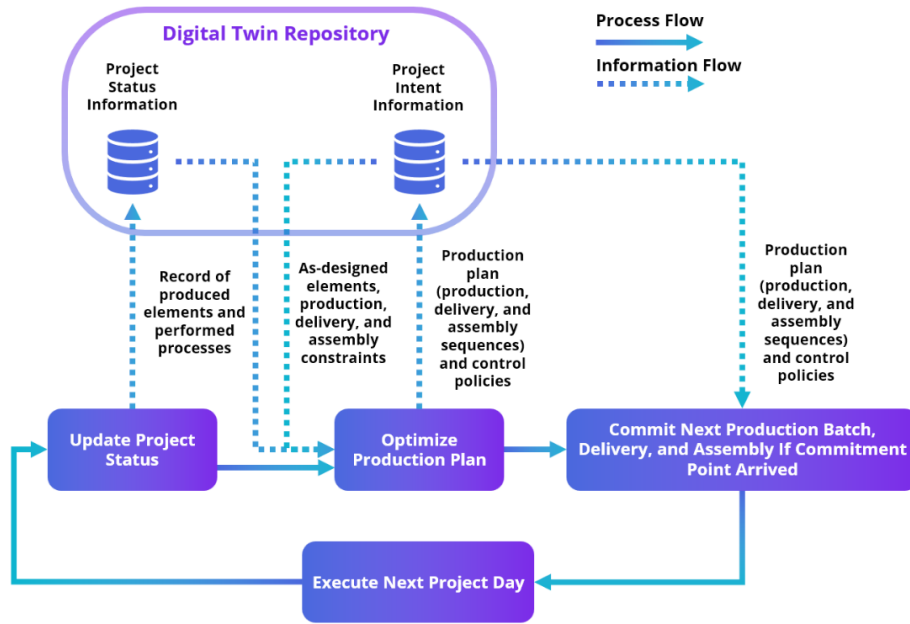 Digital Twin Repository
Process Flow
Information Flow
Project
Status
Information
Project
Intent
Information
Record of
produced
elements and
performed
processes
As-designed
elements,
production,
delivery, and
assembly
constraints
Production
plan
(production,
delivery, and
assembly
sequences)
and control
policies
Production
plan
(production,
delivery, and
assembly
sequences)
and control
policies
Update Project
Status
Optimize
Production Plan
Commit Next Production Batch,
Delivery, and Assembly If Commitment
Point Arrived
Execute Next Project Day